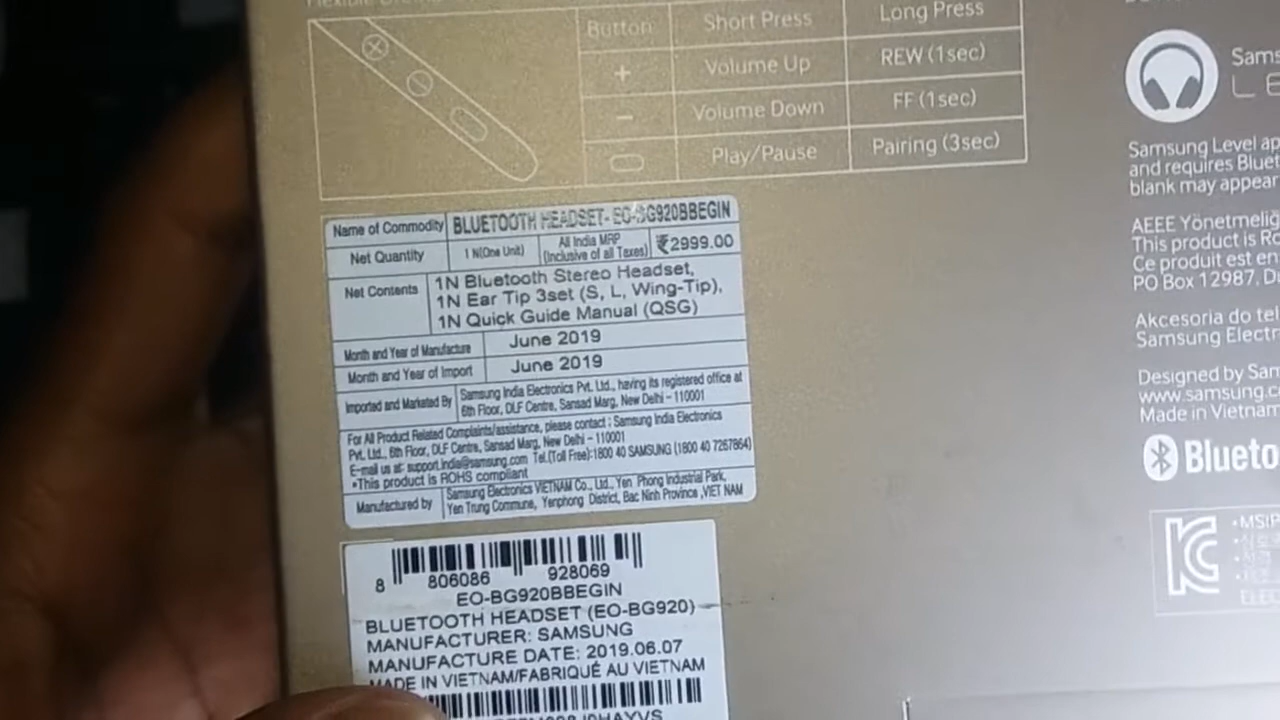 Button Short Press Long Press
+ Volume Up REW (1sec)
− Volume Down FF (1sec)
Play/Pause Pairing (3sec)
Name of Commodity BLUETOOTH HEADSET- EO-BG920BBEGIN
Net Quantity 1 N(One Unit) All India MRP (Inclusive of all Taxes) ₹2999.00
Net Contents 1N Bluetooth Stereo Headset,
1N Ear Tip 3set (S, L, Wing-Tip),
1N Quick Guide Manual (QSG)
Month and Year of Manufacture June 2019
Month and Year of Import June 2019
Imported and Marketed By Samsung India Electronics Pvt. Ltd., having its registered office at
6th Floor, DLF Centre, Sansad Marg, New Delhi - 110001
For All Product Related Complaints/assistance, please contact : Samsung India Electronics
Pvt. Ltd., 6th Floor, DLF Centre, Sansad Marg, New Delhi - 110001
E-mail us at: support.india@samsung.com Tel.(Toll Free):1800 40 SAMSUNG (1800 40 7267864)
*This product is ROHS compliant
Manufactured by Samsung Electronics VIETNAM Co., Ltd., Yen Phong Industrial Park,
Yen Trung Commune, Yenphong District, Bac Ninh Province ,VIET NAM
8 806086 928069
EO-BG920BBEGIN
BLUETOOTH HEADSET (EO-BG920)
MANUFACTURER: SAMSUNG
MANUFACTURE DATE: 2019.06.07
MADE IN VIETNAM/FABRIQUÉ AU VIETNAM
Sams
LE
Samsung Level ap
and requires Bluet
blank may appear
AEEE Yönetmeliğ
This product is Ro
Ce produit est en
PO Box 12987, D
Akcesoria do tel
Samsung Electr
Designed by Sam
www.samsung.c
Made in Vietnam
Blueto
•MSIP